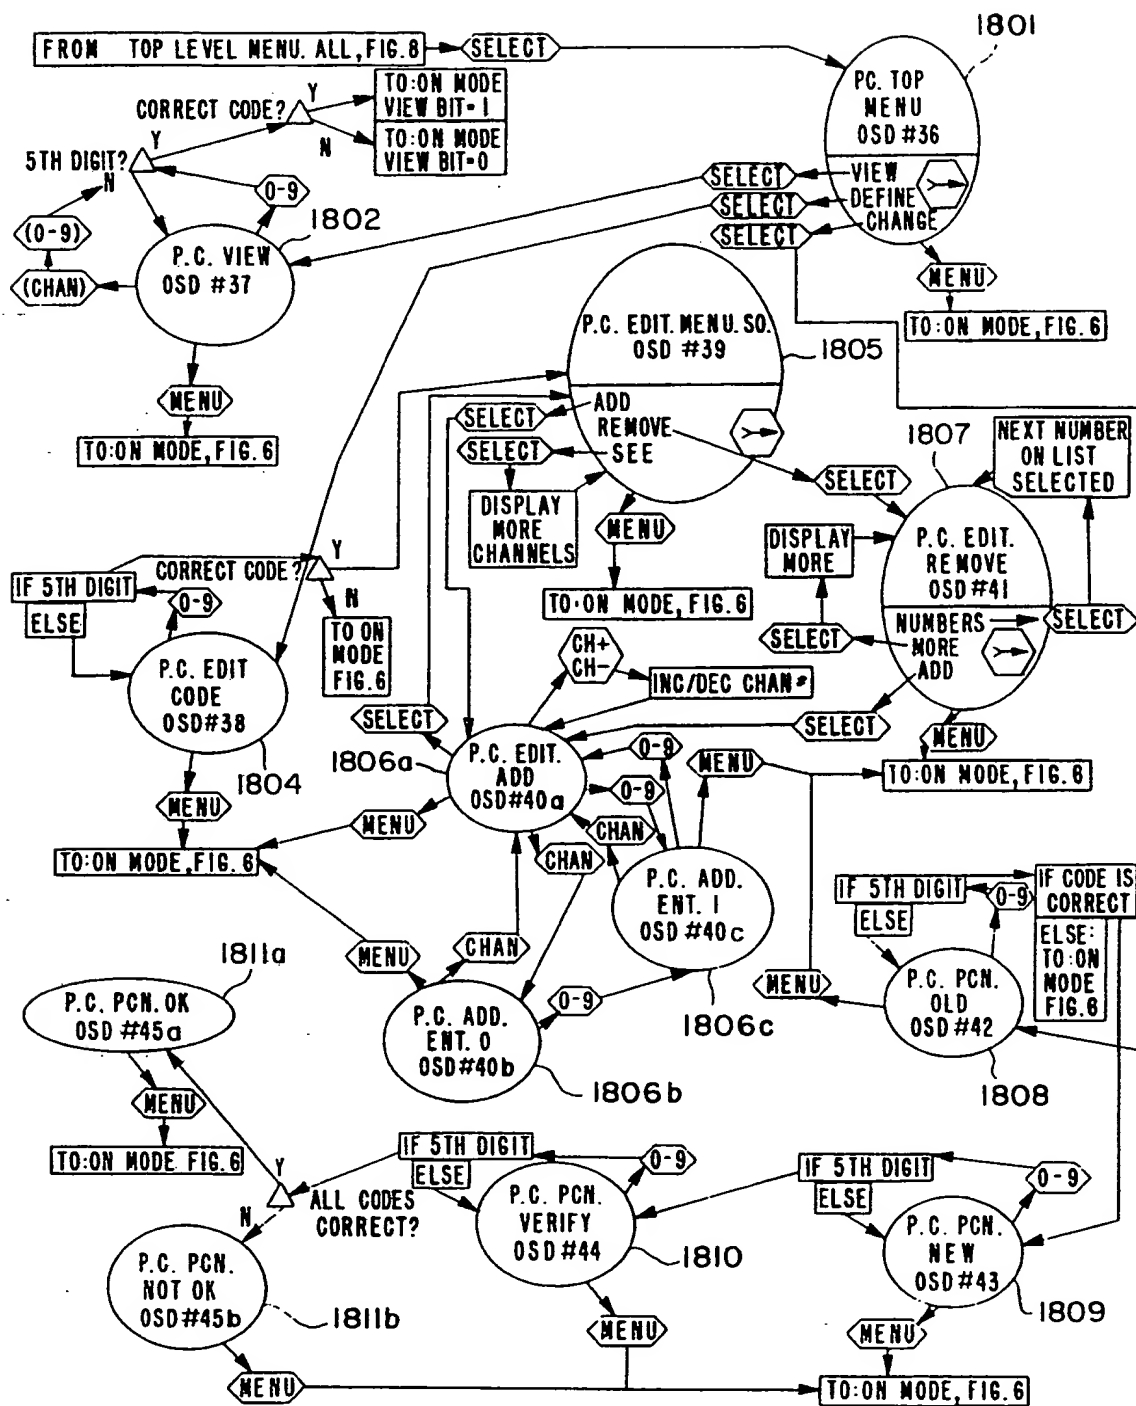 FROM TOP LEVEL MENU. ALL, FIG. 8
SELECT
1801
PC. TOP
MENU
OSD #36
VIEW
DEFINE
CHANGE
SELECT
SELECT
SELECT
MENU
TO:ON MODE, FIG. 6
CORRECT CODE?
Y
N
TO:ON MODE
VIEW BIT=1
TO:ON MODE
VIEW BIT=0
5TH DIGIT?
Y
N
0-9
(0-9)
(CHAN)
1802
P.C. VIEW
OSD #37
MENU
TO:ON MODE, FIG. 6
P.C. EDIT. MENU. SO.
OSD #39
1805
ADD
REMOVE
SEE
SELECT
SELECT
DISPLAY
MORE
CHANNELS
MENU
TO:ON MODE, FIG. 6
SELECT
1807
NEXT NUMBER
ON LIST
SELECTED
P.C. EDIT.
REMOVE
OSD #41
NUMBERS
MORE
ADD
SELECT
DISPLAY
MORE
SELECT
SELECT
MENU
TO:ON MODE, FIG. 6
IF 5TH DIGIT
ELSE
CORRECT CODE?
Y
N
0-9
TO ON
MODE
FIG. 6
P.C. EDIT
CODE
OSD#38
1804
MENU
TO:ON MODE, FIG. 6
CH+
CH-
INC/DEC CHAN#
SELECT
1806a
P.C. EDIT.
ADD
OSD#40a
0-9
0-9
MENU
MENU
CHAN
CHAN
P.C. ADD.
ENT. 1
OSD #40c
1806c
MENU
CHAN
0-9
P.C. ADD.
ENT. 0
OSD#40b
1806b
IF 5TH DIGIT
ELSE
0-9
IF CODE IS
CORRECT
ELSE:
TO:ON
MODE
FIG. 6
MENU
P.C. PCN.
OLD
OSD #42
1808
1811a
P.C. PCN. OK
OSD #45a
MENU
TO:ON MODE FIG. 6
Y
N
ALL CODES
CORRECT?
IF 5TH DIGIT
ELSE
0-9
P.C. PCN.
VERIFY
OSD #44
1810
MENU
IF 5TH DIGIT
ELSE
0-9
P.C. PCN.
NEW
OSD #43
1809
MENU
TO:ON MODE, FIG. 6
P.C. PCN.
NOT OK
OSD #45b
1811b
MENU